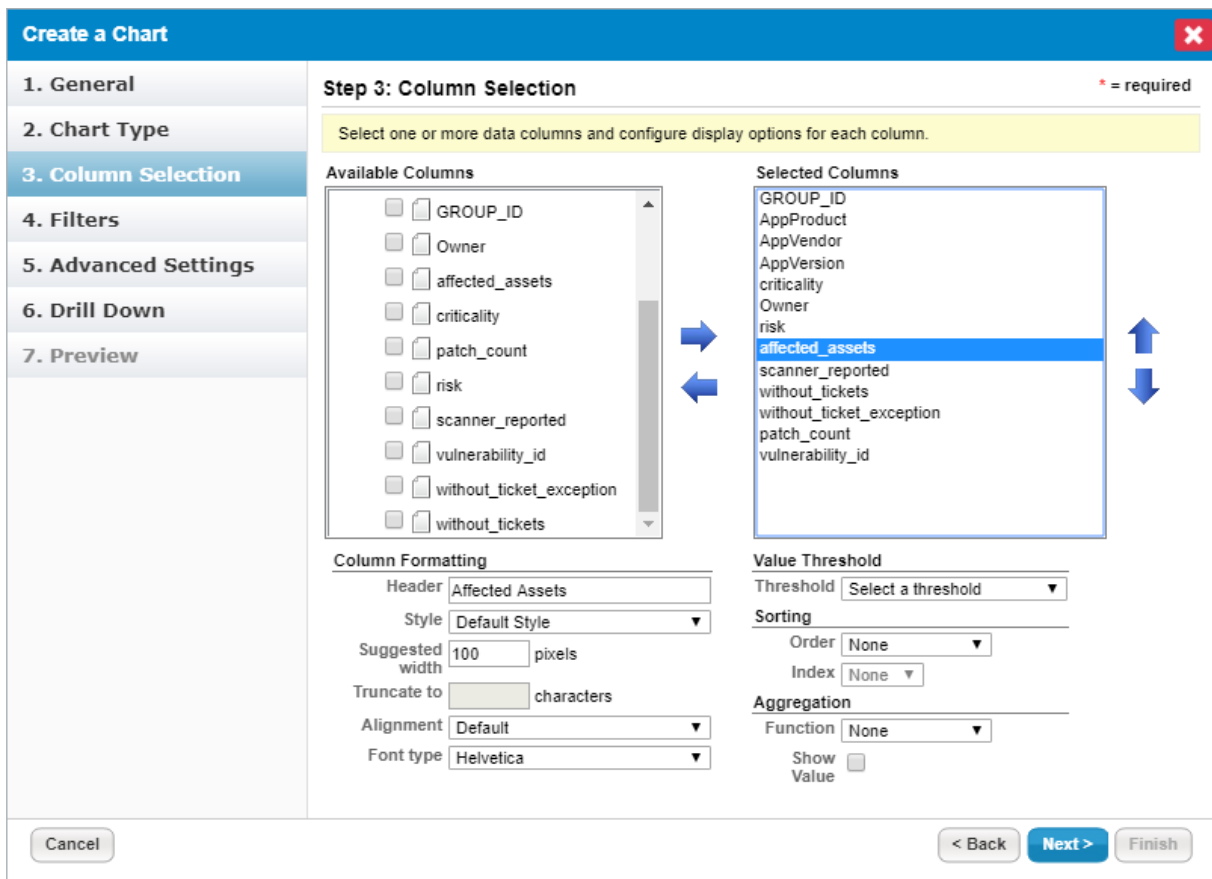 Create a Chart
1. General
2. Chart Type
3. Column Selection
4. Filters
5. Advanced Settings
6. Drill Down
7. Preview
Step 3: Column Selection
* = required
Select one or more data columns and configure display options for each column.
Available Columns
GROUP_ID
Owner
affected_assets
criticality
patch_count
risk
scanner_reported
vulnerability_id
without_ticket_exception
without_tickets
Selected Columns
GROUP_ID
AppProduct
AppVendor
AppVersion
criticality
Owner
risk
affected_assets
scanner_reported
without_tickets
without_ticket_exception
patch_count
vulnerability_id
Column Formatting
Header Affected Assets
Style Default Style
Suggested width 100 pixels
Truncate to characters
Alignment Default
Font type Helvetica
Value Threshold
Threshold Select a threshold
Sorting
Order None
Index None
Aggregation
Function None
Show Value
Cancel
< Back
Next >
Finish